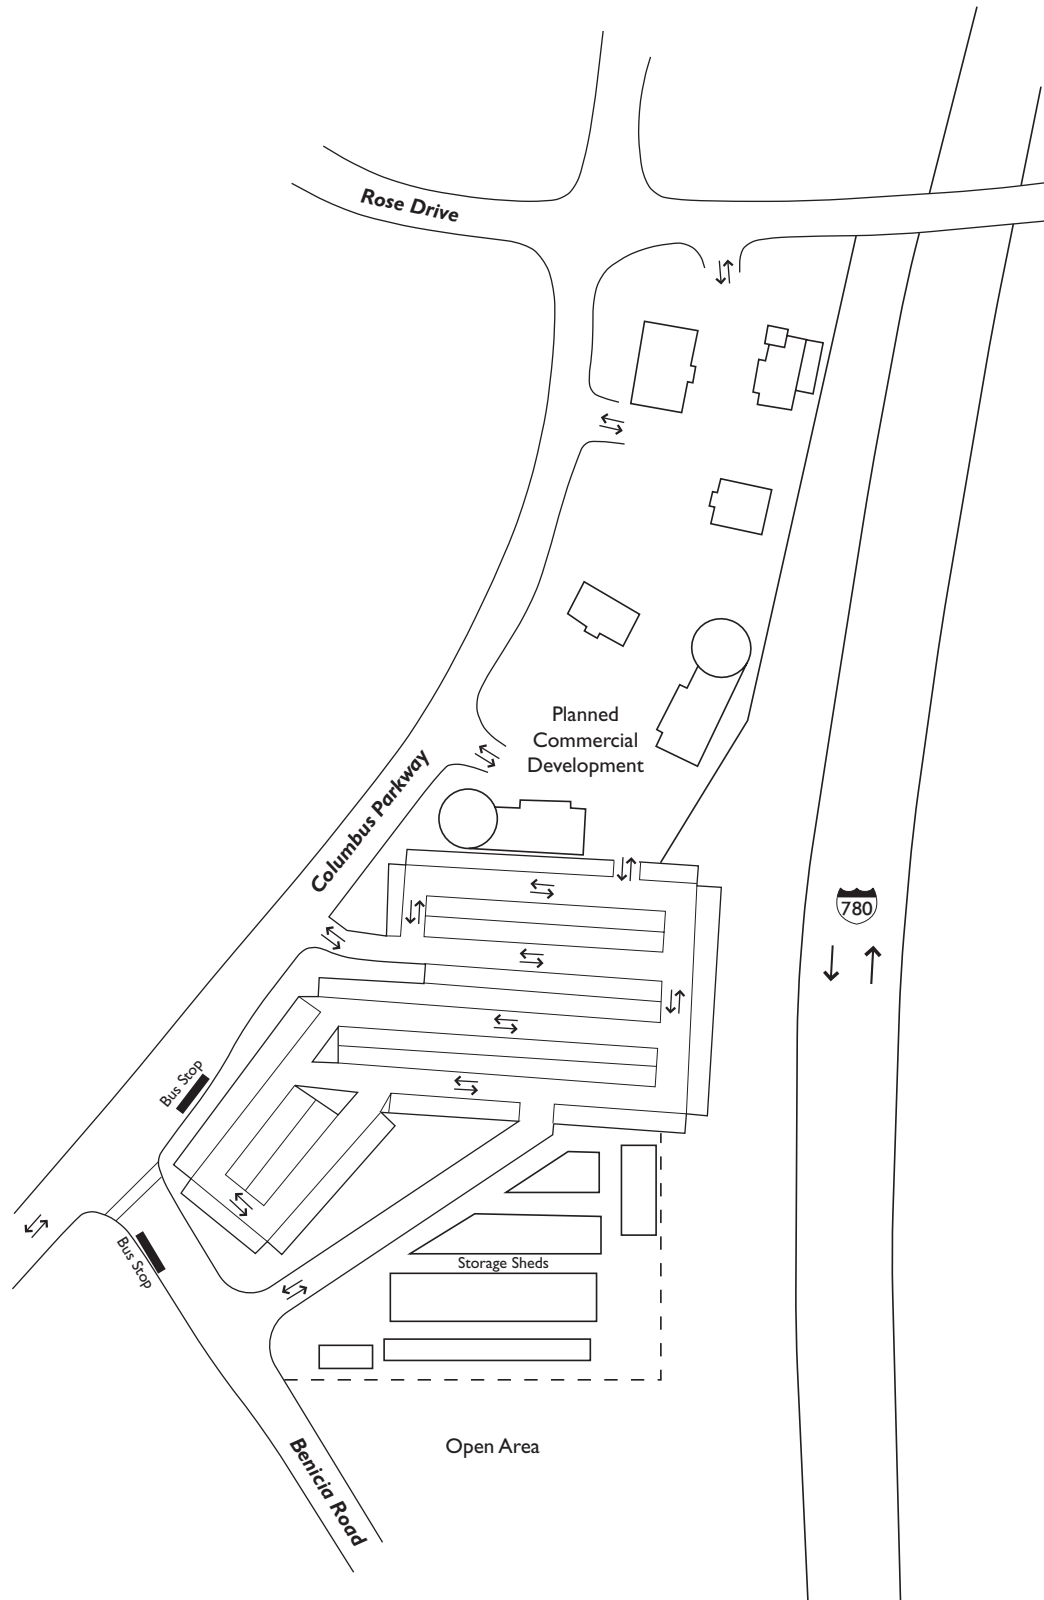 Rose Drive
Planned
Commercial
Development
Columbus Parkway
780
Bus Stop
Bus Stop
Storage Sheds
Open Area
Benicia Road